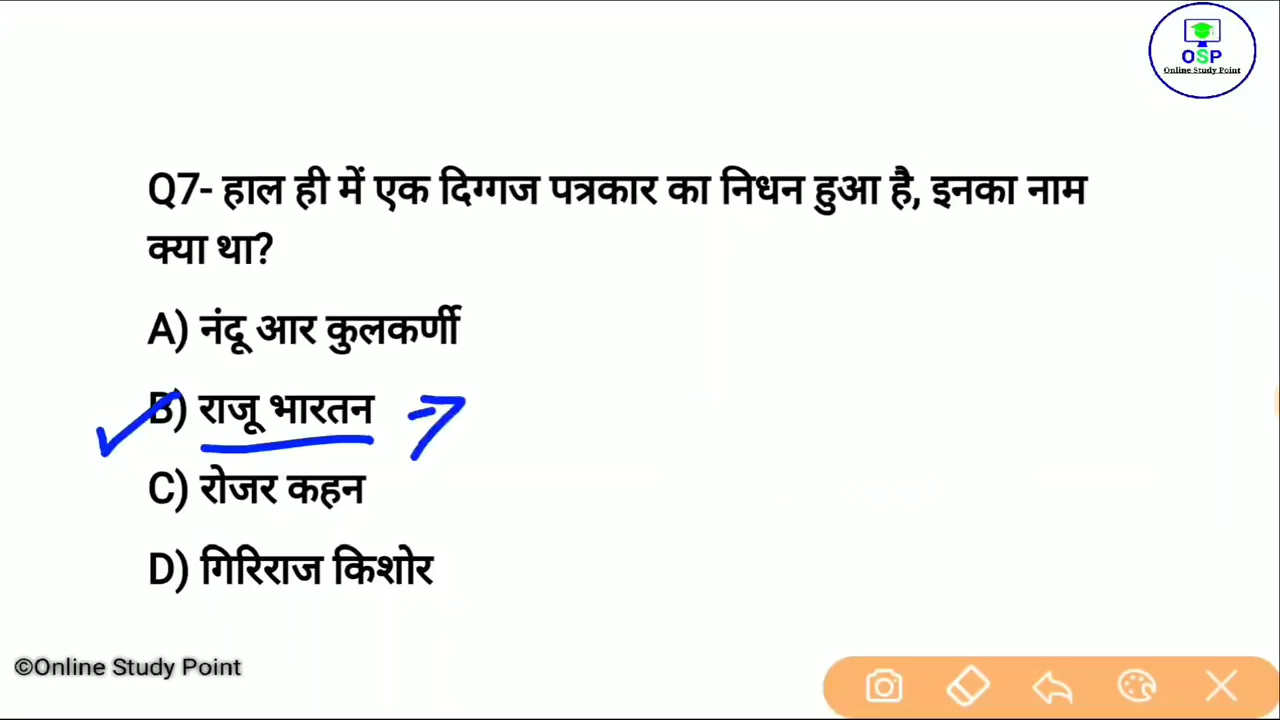 OSP
Online Study Point
Q7- हाल ही में एक दिग्गज पत्रकार का निधन हुआ है, इनका नाम
क्या था?
A) नंदू आर कुलकर्णी
B) राजू भारतन
C) रोजर कहन
D) गिरिराज किशोर
©Online Study Point